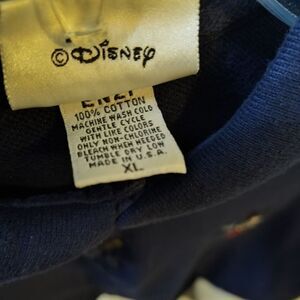 © Disney
100% COTTON
MACHINE WASH COLD
GENTLE CYCLE
WITH LIKE COLORS
ONLY NON-CHLORINE
BLEACH WHEN NEEDED
TUMBLE DRY LOW
MADE IN U.S.A.
XL